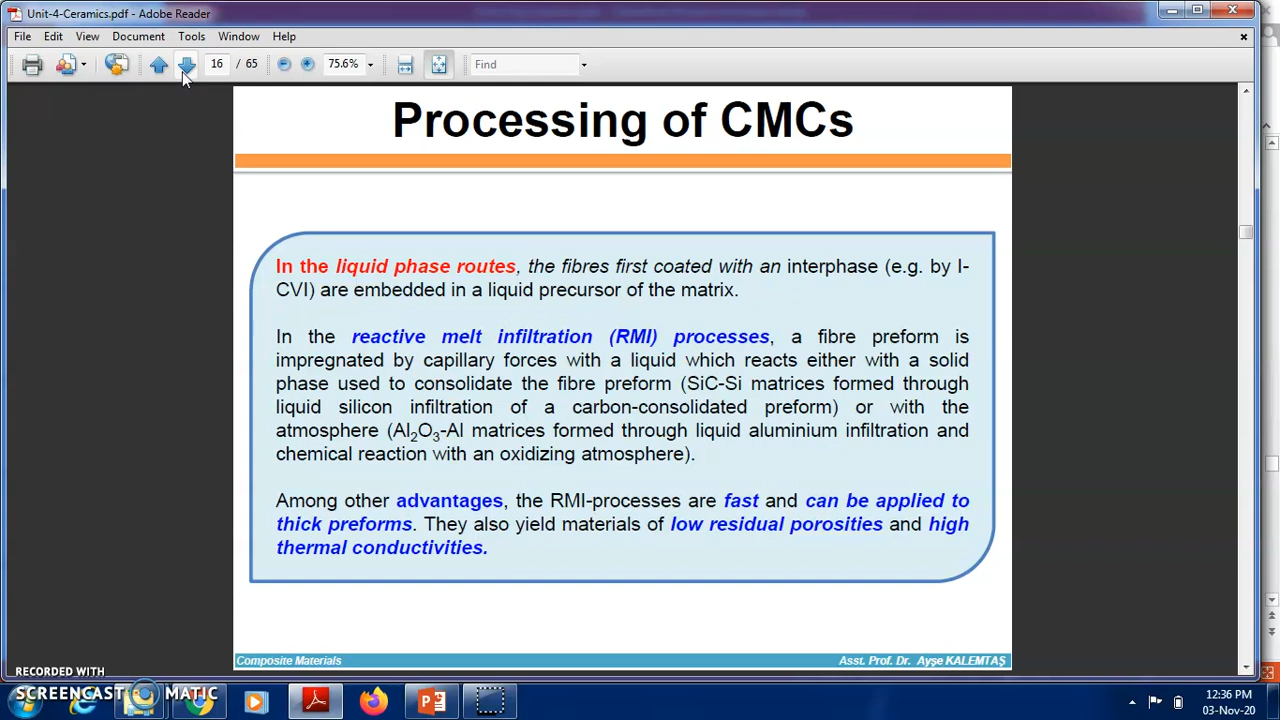 Unit-4-Ceramics.pdf - Adobe Reader
File Edit View Document Tools Window Help
16 / 65 75.6% Find
Processing of CMCs
In the liquid phase routes, the fibres first coated with an interphase (e.g. by I-
CVI) are embedded in a liquid precursor of the matrix.
In the reactive melt infiltration (RMI) processes, a fibre preform is
impregnated by capillary forces with a liquid which reacts either with a solid
phase used to consolidate the fibre preform (SiC-Si matrices formed through
liquid silicon infiltration of a carbon-consolidated preform) or with the
atmosphere (Al2O3-Al matrices formed through liquid aluminium infiltration and
chemical reaction with an oxidizing atmosphere).
Among other advantages, the RMI-processes are fast and can be applied to
thick preforms. They also yield materials of low residual porosities and high
thermal conductivities.
Composite Materials Asst. Prof. Dr. Ayşe KALEMTAŞ
RECORDED WITH
SCREENCAST MATIC
12:36 PM
03-Nov-20